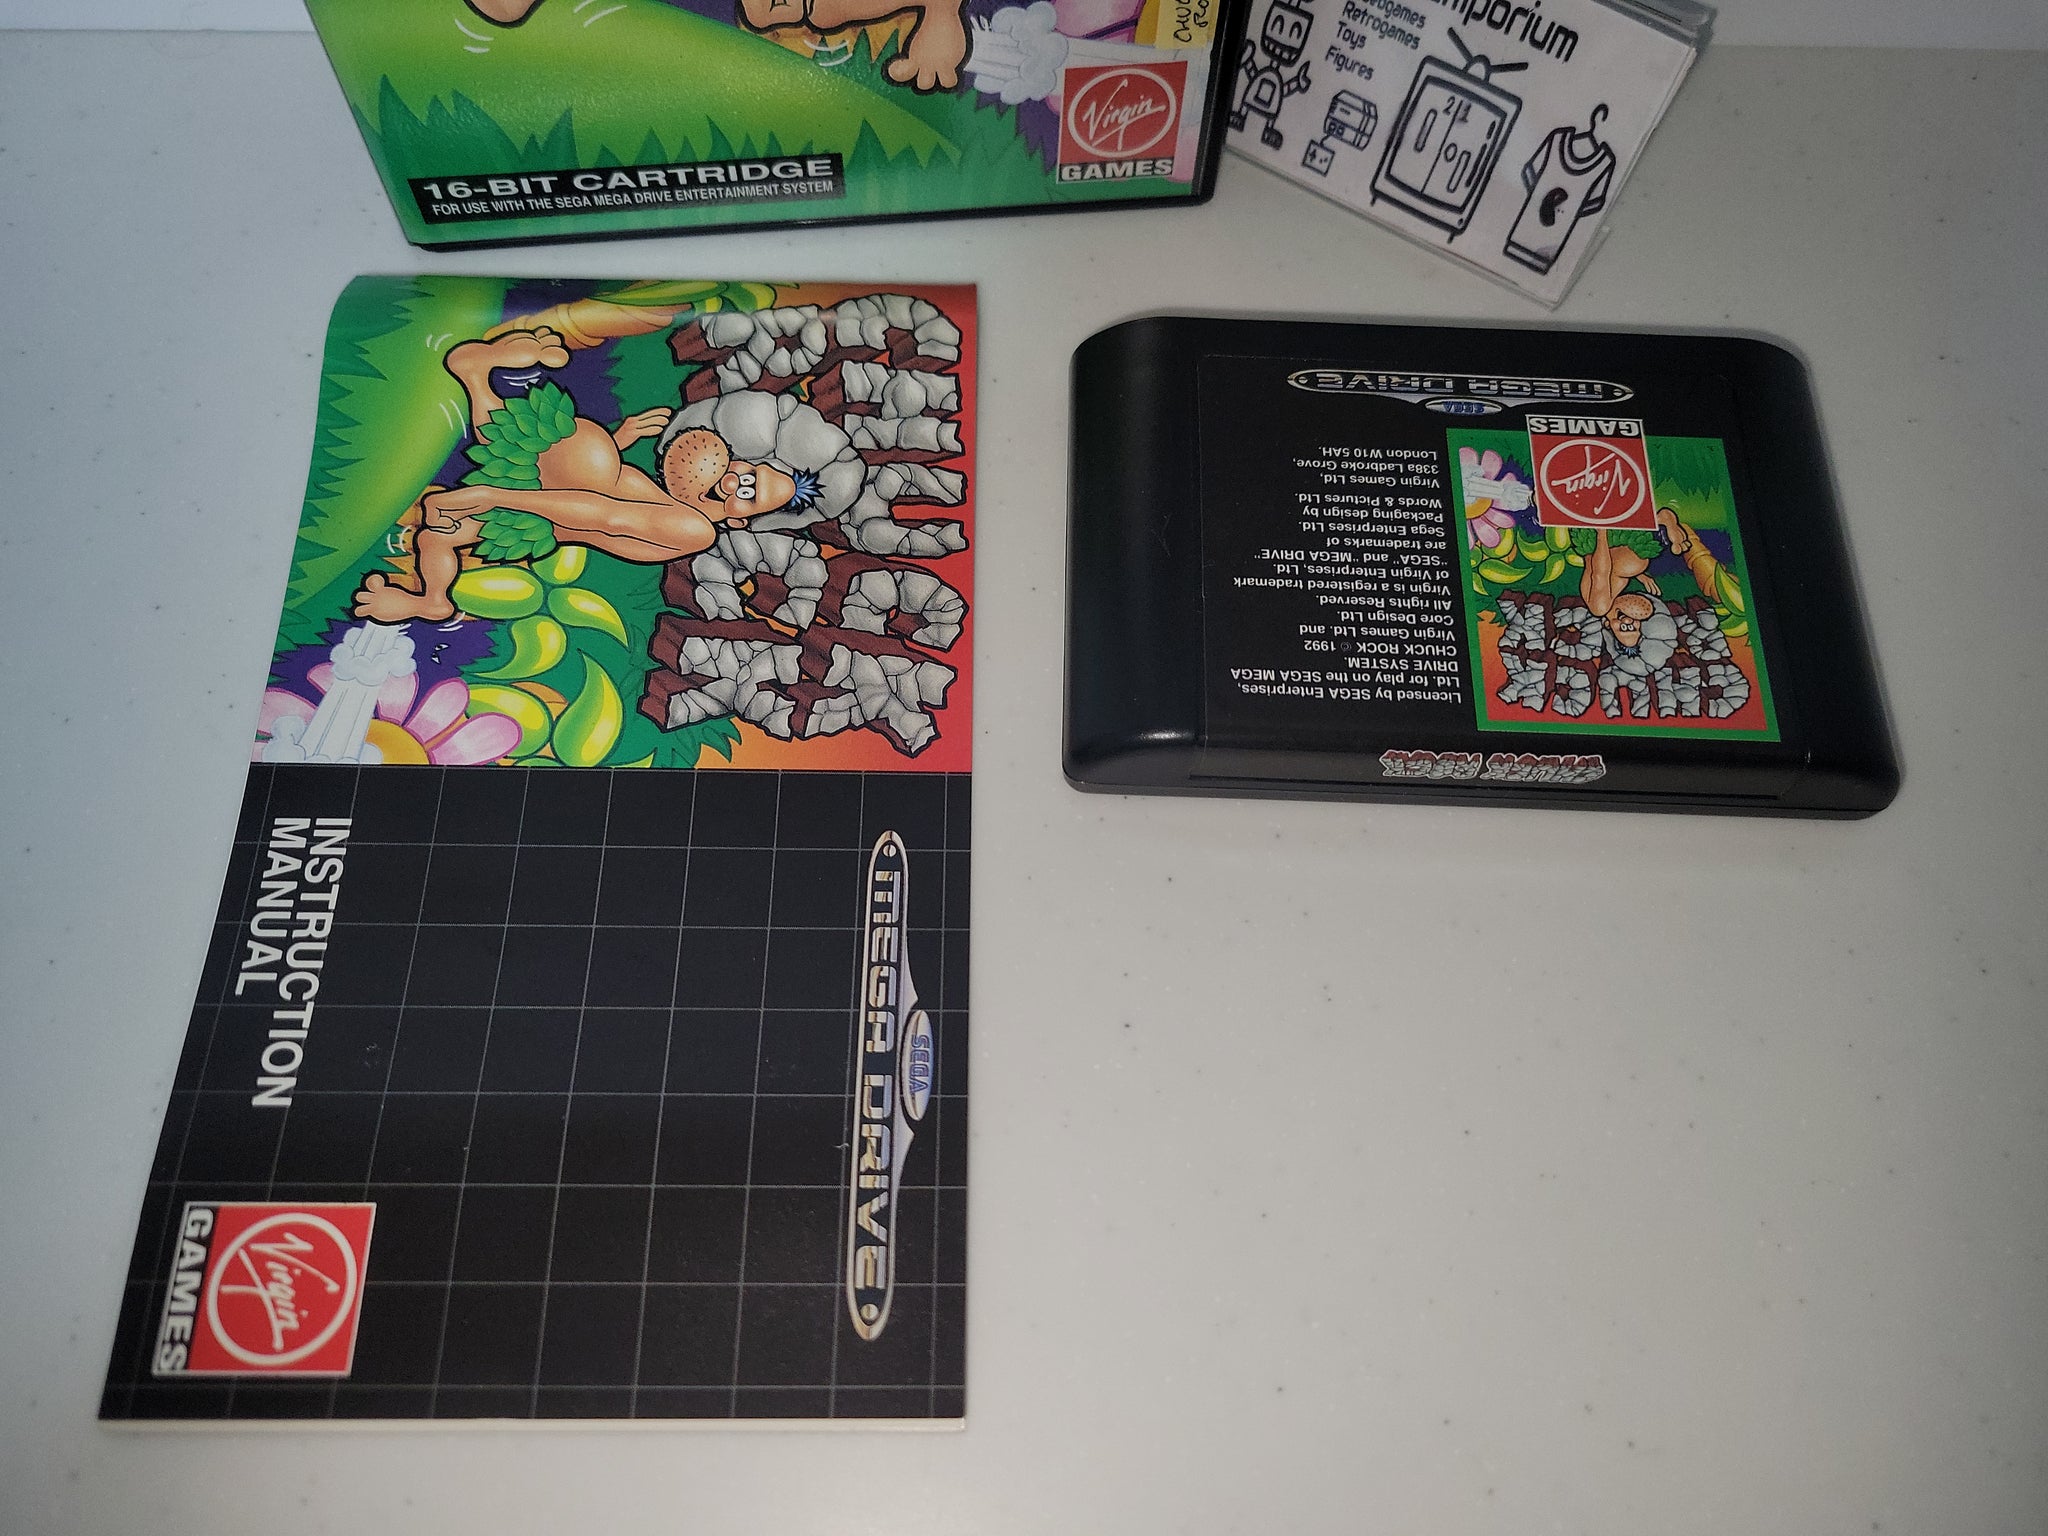 16-BIT CARTRIDGE
FOR USE WITH THE SEGA MEGA DRIVE ENTERTAINMENT SYSTEM
Virgin
GAMES
mporium
Retrogames
Toys
Figures
21
CHUCK
ROCK
INSTRUCTION
MANUAL
SEGA
MEGA DRIVE
Virgin
GAMES
CHUCK ROCK
Licensed by SEGA Enterprises,
Ltd. for play on the SEGA MEGA
DRIVE SYSTEM.
CHUCK ROCK © 1992
Virgin Games Ltd. and
Core Design Ltd.
All rights Reserved.
Virgin is a registered trademark
of Virgin Enterprises, Ltd.
"SEGA" and "MEGA DRIVE"
are trademarks of
Sega Enterprises Ltd.
Packaging design by
Words & Pictures Ltd.
Virgin Games Ltd.
338a Ladbroke Grove,
London W10 5AH.
CHUCK
ROCK
Virgin
GAMES
SEGA
MEGA DRIVE